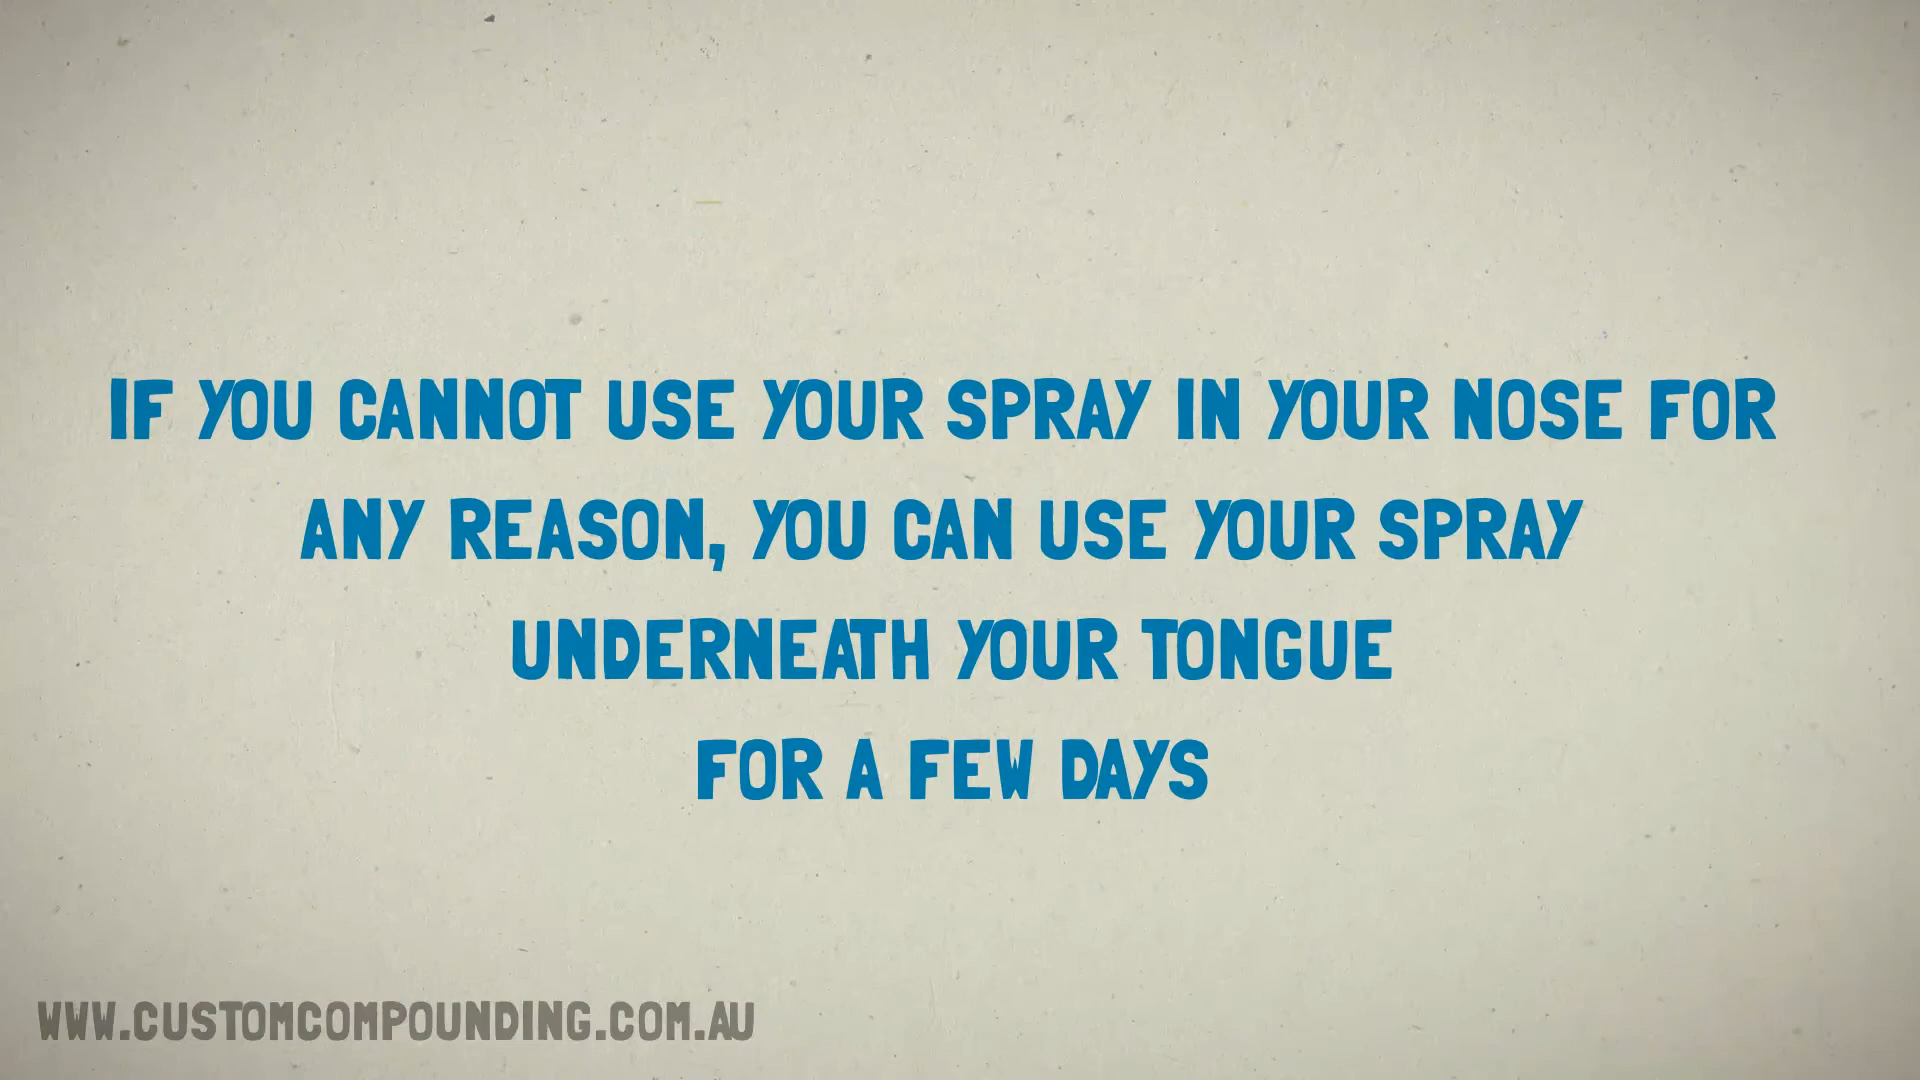 IF YOU CANNOT USE YOUR SPRAY IN YOUR NOSE FOR
ANY REASON, YOU CAN USE YOUR SPRAY
UNDERNEATH YOUR TONGUE
FOR A FEW DAYS
WWW.CUSTOMCOMPOUNDING.COM.AU